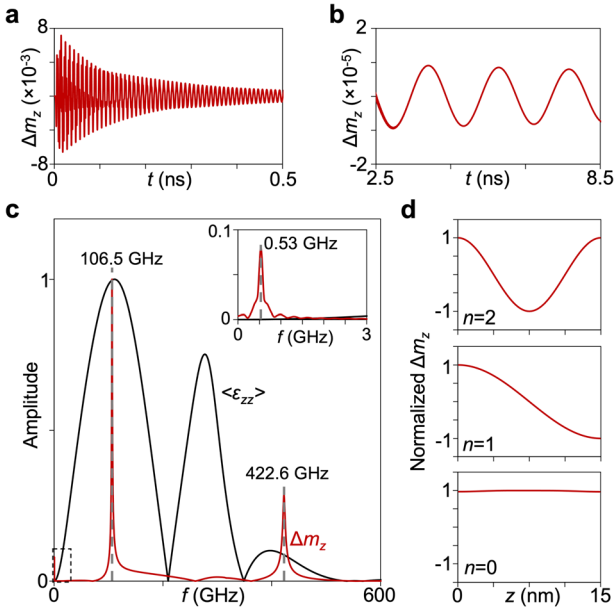 a
8
-8
Δm_z (×10⁻³)
0
t (ns)
0.5
b
2
-2
Δm_z (×10⁻⁵)
2.5
t (ns)
8.5
c
106.5 GHz
1
0
Amplitude
0.1
0
0.53 GHz
0
f (GHz)
3
<ε_zz>
422.6 GHz
Δm_z
0
f (GHz)
600
d
Normalized Δm_z
1
-1
n=2
1
-1
n=1
1
-1
n=0
0
z (nm)
15